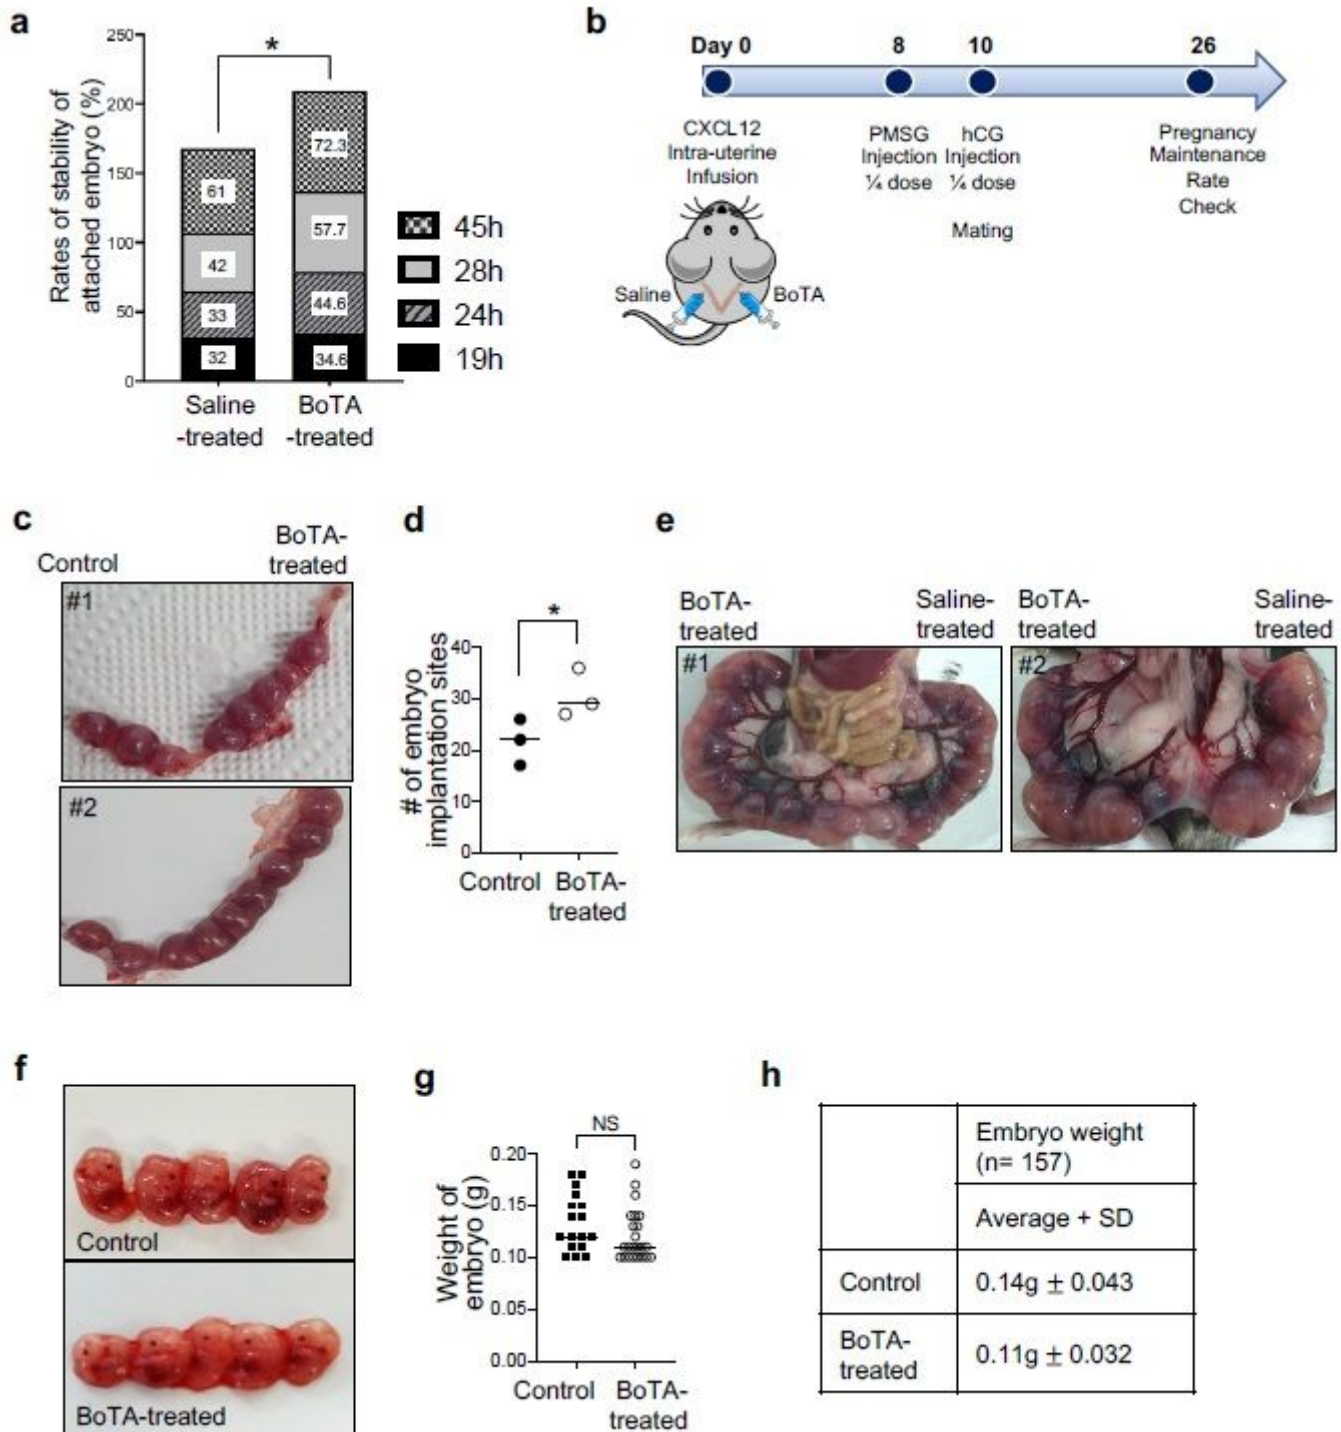 a
Rates of stability of
attached embryo (%)
250
200
150
100
50
0
*
61
42
33
32
72.3
57.7
44.6
34.6
45h
28h
24h
19h
Saline
-treated
BoTA
-treated
b
Day 0
8
10
26
CXCL12
Intra-uterine
Infusion
PMSG
Injection
¼ dose
hCG
Injection
¼ dose
Mating
Pregnancy
Maintenance
Rate
Check
Saline
BoTA
c
Control
BoTA-
treated
#1
#2
d
# of embryo
implantation sites
*
40
30
20
10
0
Control
BoTA-
treated
e
BoTA-
treated
Saline-
treated
#1
BoTA-
treated
Saline-
treated
#2
f
Control
BoTA-treated
g
Weight of
embryo (g)
NS
0.20
0.15
0.10
0.05
0.00
Control
BoTA-
treated
h
Embryo weight
(n= 157)
Average + SD
Control
0.14g ± 0.043
BoTA-
treated
0.11g ± 0.032